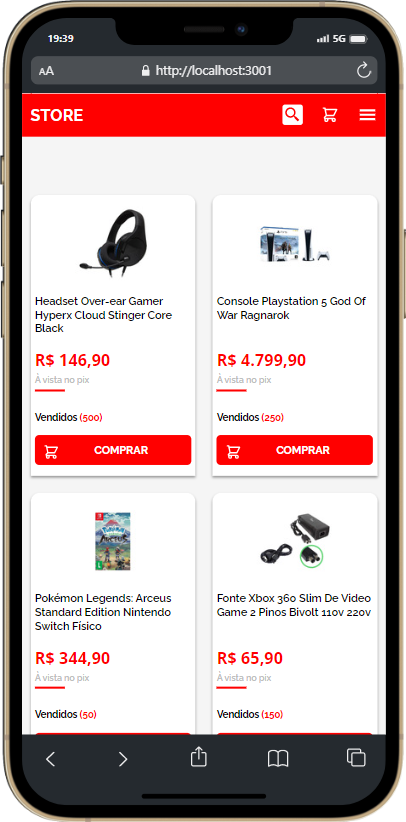 19:39
5G
AA
http://localhost:3001
STORE
Headset Over-ear Gamer
Hyperx Cloud Stinger Core
Black
R$ 146,90
À vista no pix
Vendidos (500)
COMPRAR
Console Playstation 5 God Of
War Ragnarok
R$ 4.799,90
À vista no pix
Vendidos (250)
COMPRAR
Pokémon Legends: Arceus
Standard Edition Nintendo
Switch Físico
R$ 344,90
À vista no pix
Vendidos (50)
Fonte Xbox 360 Slim De Video
Game 2 Pinos Bivolt 110v 220v
R$ 65,90
À vista no pix
Vendidos (150)